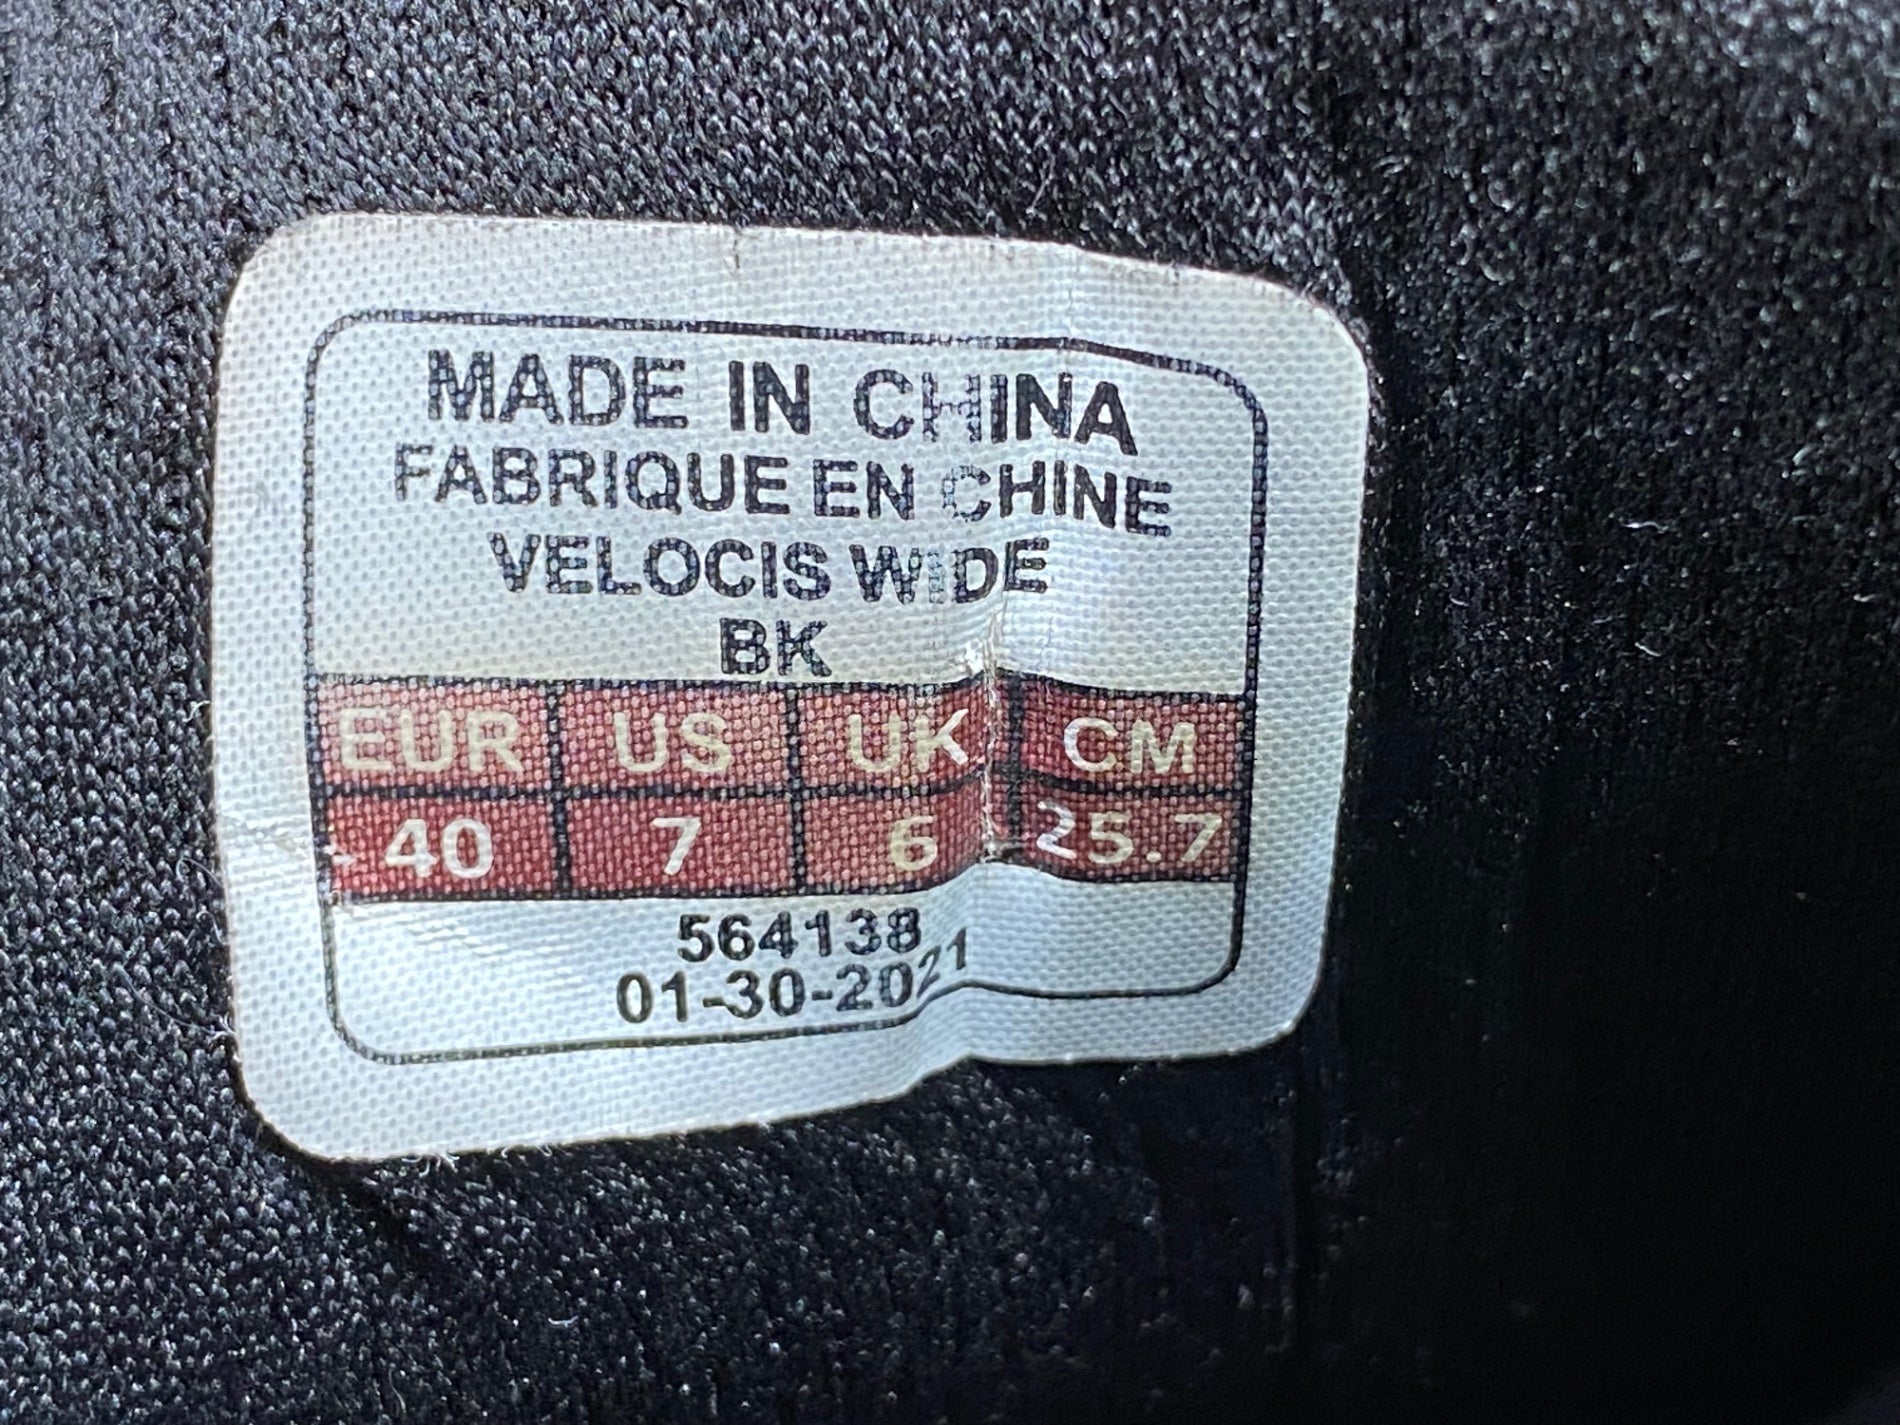 MADE IN CHINA
FABRIQUE EN CHINE
VELOCIS WIDE
BK
EUR US UK CM
40 7 6 25.7
564138
01-30-2021